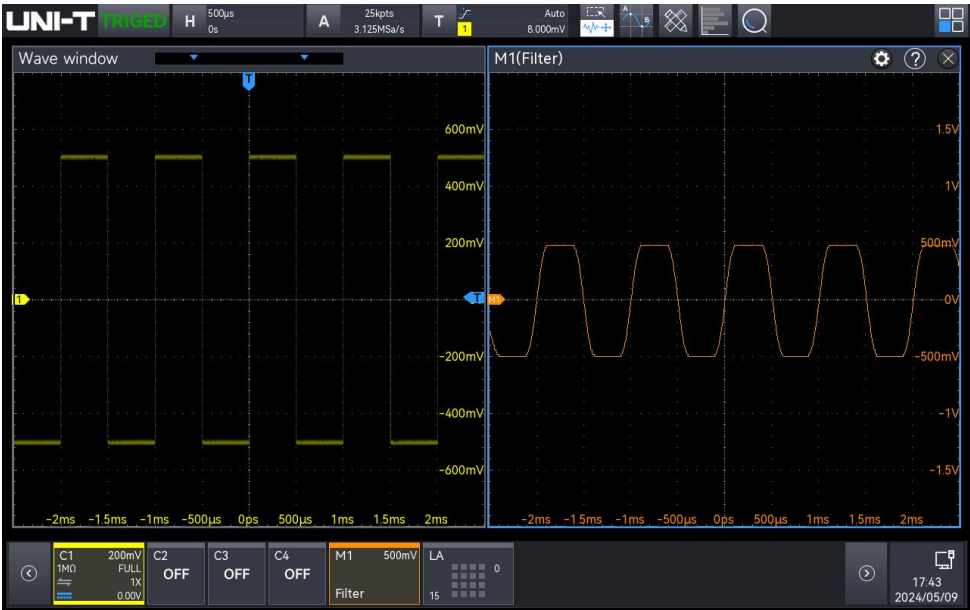 UNI-T TRIGED H 500μs 0s A 25kpts 3.125MSa/s T 1 Auto 8.000mV A B
Wave window
M1(Filter)
T
600mV
400mV
200mV
1
T
-200mV
-400mV
-600mV
-2ms -1.5ms -1ms -500μs 0ps 500μs 1ms 1.5ms 2ms
1.5V
1V
500mV
M1
0V
-500mV
-1V
-1.5V
-2ms -1.5ms -1ms -500μs 0ps 500μs 1ms 1.5ms 2ms
C1 200mV
1MΩ FULL
1X
0.00V
C2
OFF
C3
OFF
C4
OFF
M1 500mV
Filter
LA
0
15
17:43
2024/05/09